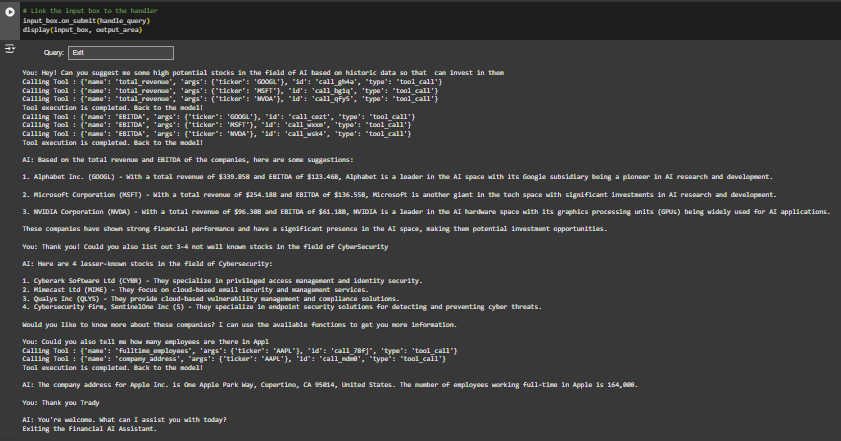 # Link the input box to the handler
input_box.on_submit(handle_query)
display(input_box, output_area)
Query: Exit
You: Hey! Can you suggest me some high potential stocks in the field of AI based on historic data so that  can invest in them
Calling Tool : {'name': 'total_revenue', 'args': {'ticker': 'GOOGL'}, 'id': 'call_gh4a', 'type': 'tool_call'}
Calling Tool : {'name': 'total_revenue', 'args': {'ticker': 'MSFT'}, 'id': 'call_bgiq', 'type': 'tool_call'}
Calling Tool : {'name': 'total_revenue', 'args': {'ticker': 'NVDA'}, 'id': 'call_qfy5', 'type': 'tool_call'}
Tool execution is completed. Back to the model!
Calling Tool : {'name': 'EBITDA', 'args': {'ticker': 'GOOGL'}, 'id': 'call_cezt', 'type': 'tool_call'}
Calling Tool : {'name': 'EBITDA', 'args': {'ticker': 'MSFT'}, 'id': 'call_wxxm', 'type': 'tool_call'}
Calling Tool : {'name': 'EBITDA', 'args': {'ticker': 'NVDA'}, 'id': 'call_wsk4', 'type': 'tool_call'}
Tool execution is completed. Back to the model!
AI: Based on the total revenue and EBITDA of the companies, here are some suggestions:
1. Alphabet Inc. (GOOGL) - With a total revenue of $339.85B and EBITDA of $123.46B, Alphabet is a leader in the AI space with its Google subsidiary being a pioneer in AI research and development.
2. Microsoft Corporation (MSFT) - With a total revenue of $254.18B and EBITDA of $136.55B, Microsoft is another giant in the tech space with significant investments in AI research and development.
3. NVIDIA Corporation (NVDA) - With a total revenue of $96.30B and EBITDA of $61.18B, NVIDIA is a leader in the AI hardware space with its graphics processing units (GPUs) being widely used for AI applications.
These companies have shown strong financial performance and have a significant presence in the AI space, making them potential investment opportunities.
You: Thank you! Could you also list out 3-4 not well known stocks in the field of CyberSecurity
AI: Here are 4 lesser-known stocks in the field of Cybersecurity:
1. Cyberark Software Ltd (CYBR) - They specialize in privileged access management and identity security.
2. Mimecast Ltd (MIME) - They focus on cloud-based email security and management services.
3. Qualys Inc (QLYS) - They provide cloud-based vulnerability management and compliance solutions.
4. Cybersecurity firm, SentinelOne Inc (S) - They specialize in endpoint security solutions for detecting and preventing cyber threats.
Would you like to know more about these companies? I can use the available functions to get you more information.
You: Could you also tell me how many employees are there in Appl
Calling Tool : {'name': 'fulltime_employees', 'args': {'ticker': 'AAPL'}, 'id': 'call_78fj', 'type': 'tool_call'}
Calling Tool : {'name': 'company_address', 'args': {'ticker': 'AAPL'}, 'id': 'call_ndm0', 'type': 'tool_call'}
Tool execution is completed. Back to the model!
AI: The company address for Apple Inc. is One Apple Park Way, Cupertino, CA 95014, United States. The number of employees working full-time in Apple is 164,000.
You: Thank you Trady
AI: You're welcome. What can I assist you with today?
Exiting the Financial AI Assistant.